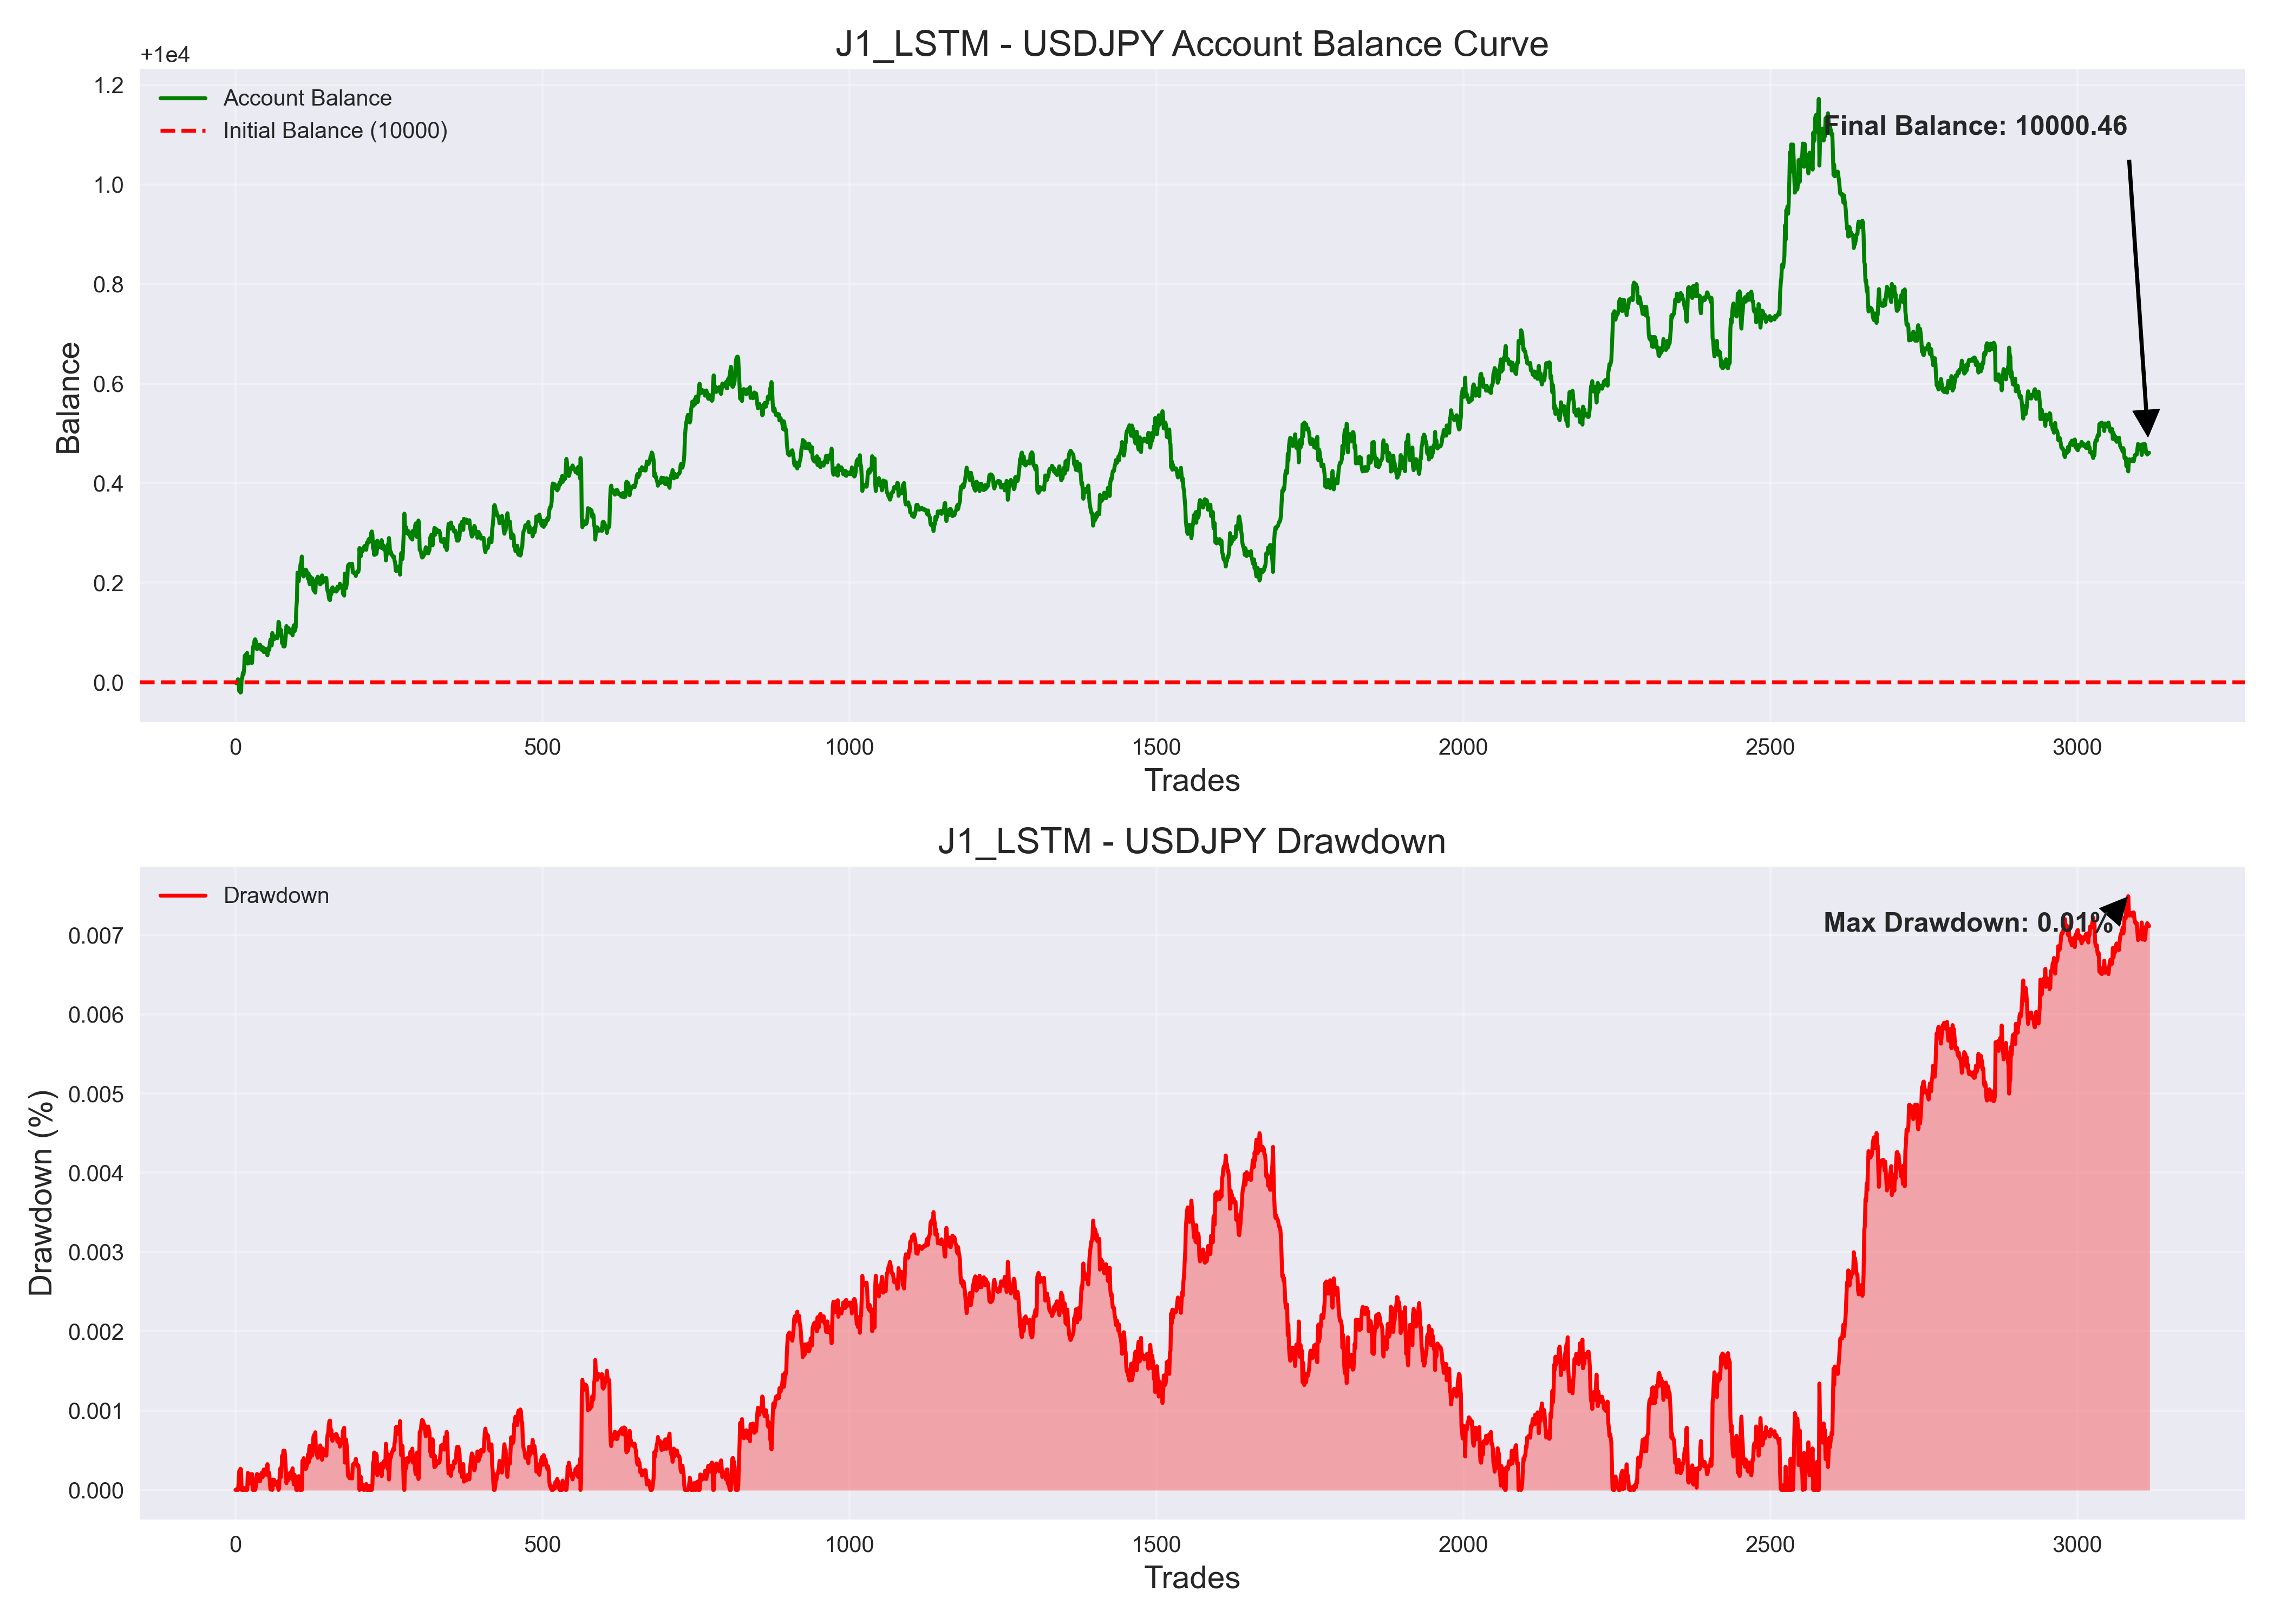 J1_LSTM - USDJPY Account Balance Curve
+1e4
1.2
1.0
0.8
0.6
0.4
0.2
0.0
Balance
Account Balance
Initial Balance (10000)
Final Balance: 10000.46
0 500 1000 1500 2000 2500 3000
Trades
J1_LSTM - USDJPY Drawdown
0.007
0.006
0.005
0.004
0.003
0.002
0.001
0.000
Drawdown (%)
Drawdown
Max Drawdown: 0.01%
0 500 1000 1500 2000 2500 3000
Trades